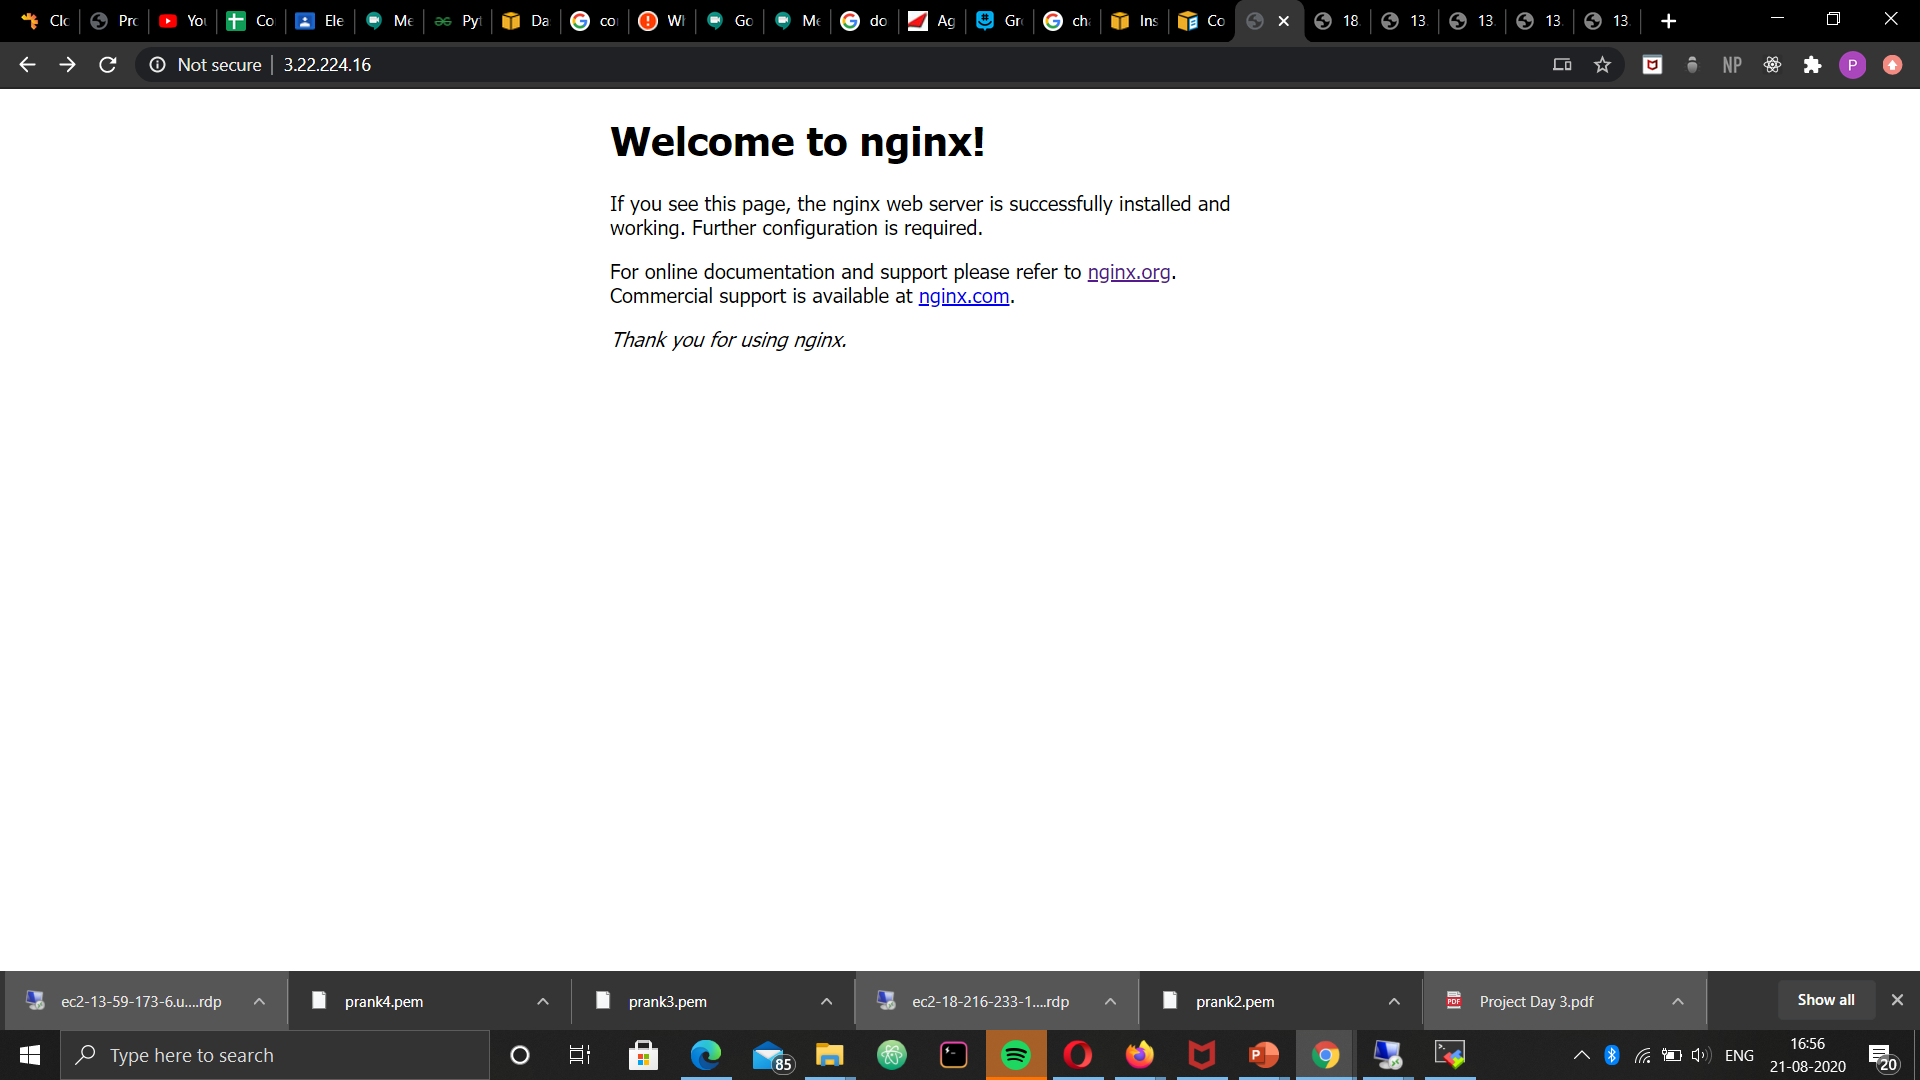 Clo
Pro
You
Co
Ele
Me
Pyt
Da
co
Wh
Go
Me
do
Ag
Gr
ch
Ins
Co
18.
13.
13.
13.
13.
Not secure
3.22.224.16
NP
P
Welcome to nginx!
If you see this page, the nginx web server is successfully installed and
working. Further configuration is required.
For online documentation and support please refer to nginx.org.
Commercial support is available at nginx.com.
Thank you for using nginx.
ec2-13-59-173-6.u....rdp
prank4.pem
prank3.pem
ec2-18-216-233-1....rdp
prank2.pem
PDF
Project Day 3.pdf
Show all
Type here to search
85
P
ENG
16:56
21-08-2020
20